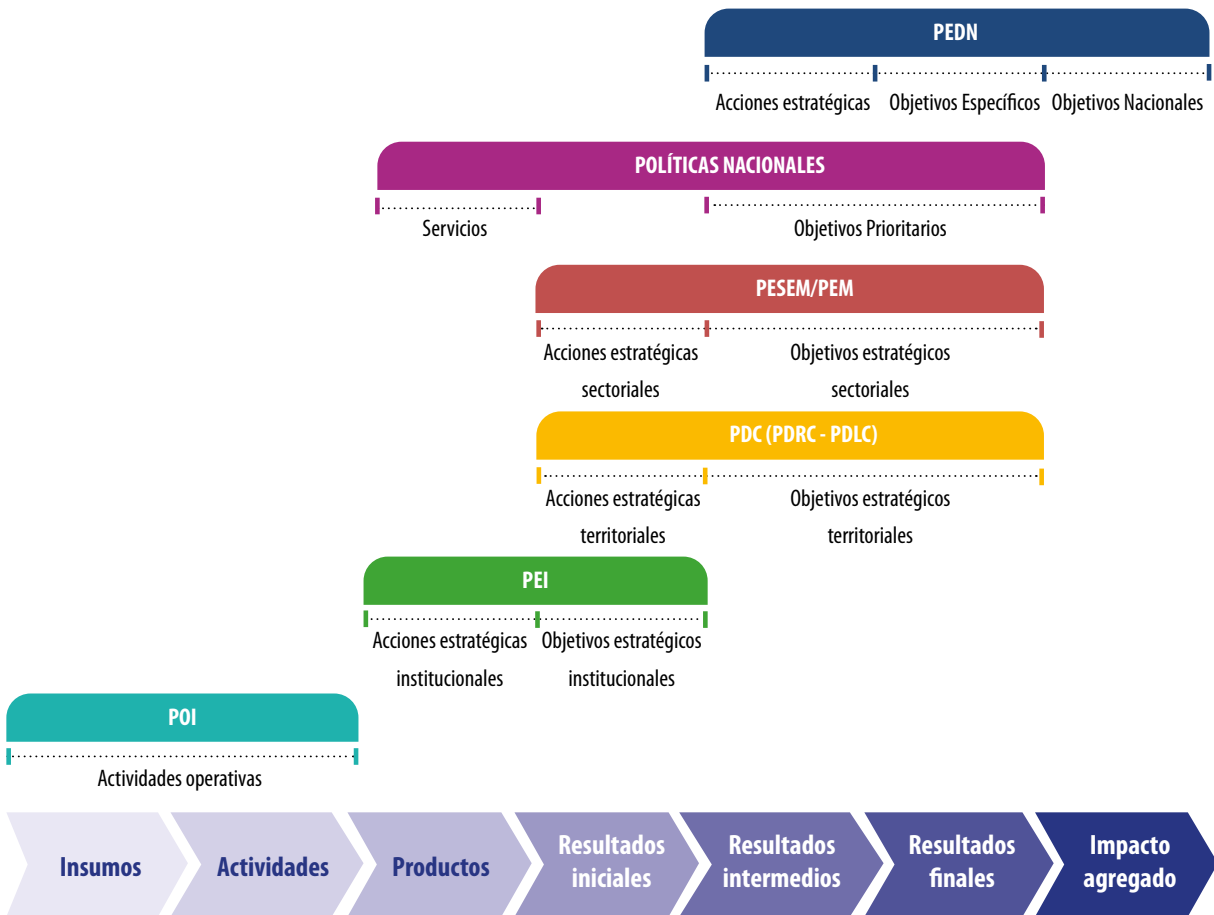 PEDN
Acciones estratégicas Objetivos Específicos Objetivos Nacionales
POLÍTICAS NACIONALES
Servicios Objetivos Prioritarios
PESEM/PEM
Acciones estratégicas Objetivos estratégicos
sectoriales sectoriales
PDC (PDRC - PDLC)
Acciones estratégicas Objetivos estratégicos
territoriales territoriales
PEI
Acciones estratégicas Objetivos estratégicos
institucionales institucionales
POI
Actividades operativas
Insumos
Actividades
Productos
Resultados
iniciales
Resultados
intermedios
Resultados
finales
Impacto
agregado